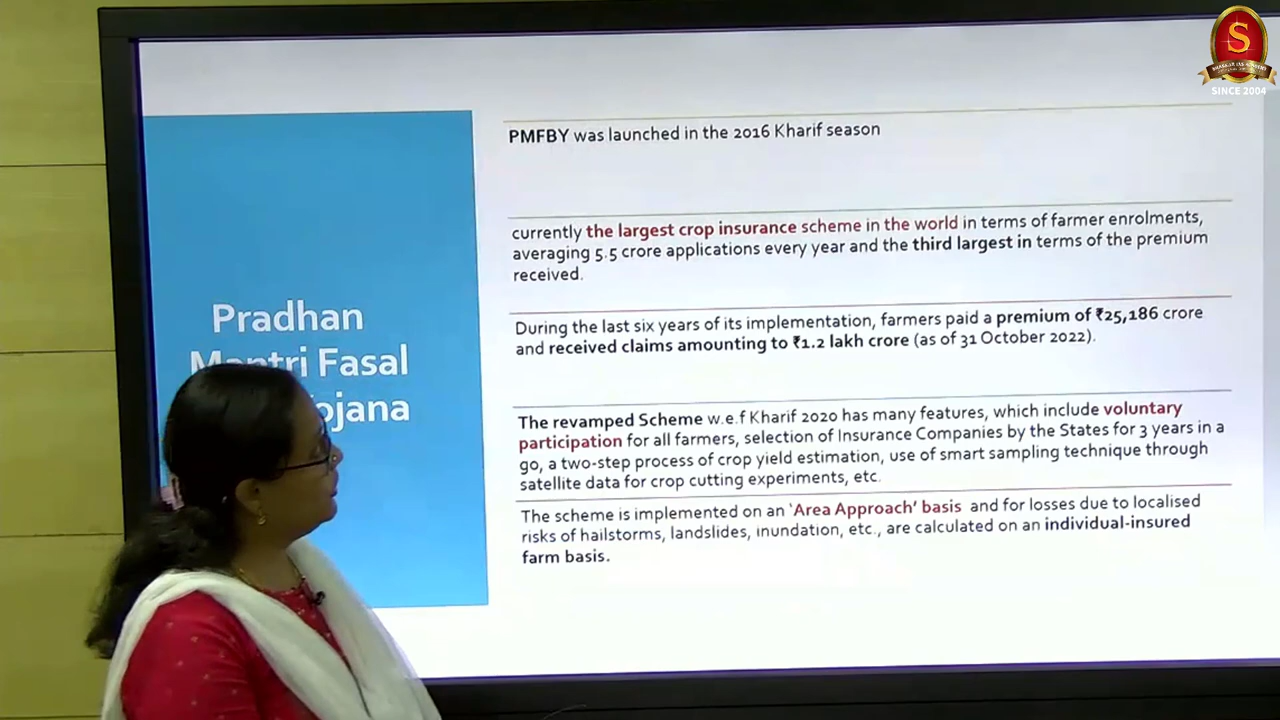 S
SHANKAR IAS ACADEMY
SINCE 2004
Pradhan
Fasal
PMFBY was launched in the 2016 Kharif season
currently the largest crop insurance scheme in the world in terms of farmer enrolments,
averaging 5.5 crore applications every year and the third largest in terms of the premium
received.
During the last six years of its implementation, farmers paid a premium of ₹25,186 crore
and received claims amounting to ₹1.2 lakh crore (as of 31 October 2022).
The revamped Scheme w.e.f Kharif 2020 has many features, which include voluntary
participation for all farmers, selection of Insurance Companies by the States for 3 years in a
go, a two-step process of crop yield estimation, use of smart sampling technique through
satellite data for crop cutting experiments, etc.
The scheme is implemented on an ‘Area Approach’ basis and for losses due to localised
risks of hailstorms, landslides, inundation, etc., are calculated on an individual-insured
farm basis.